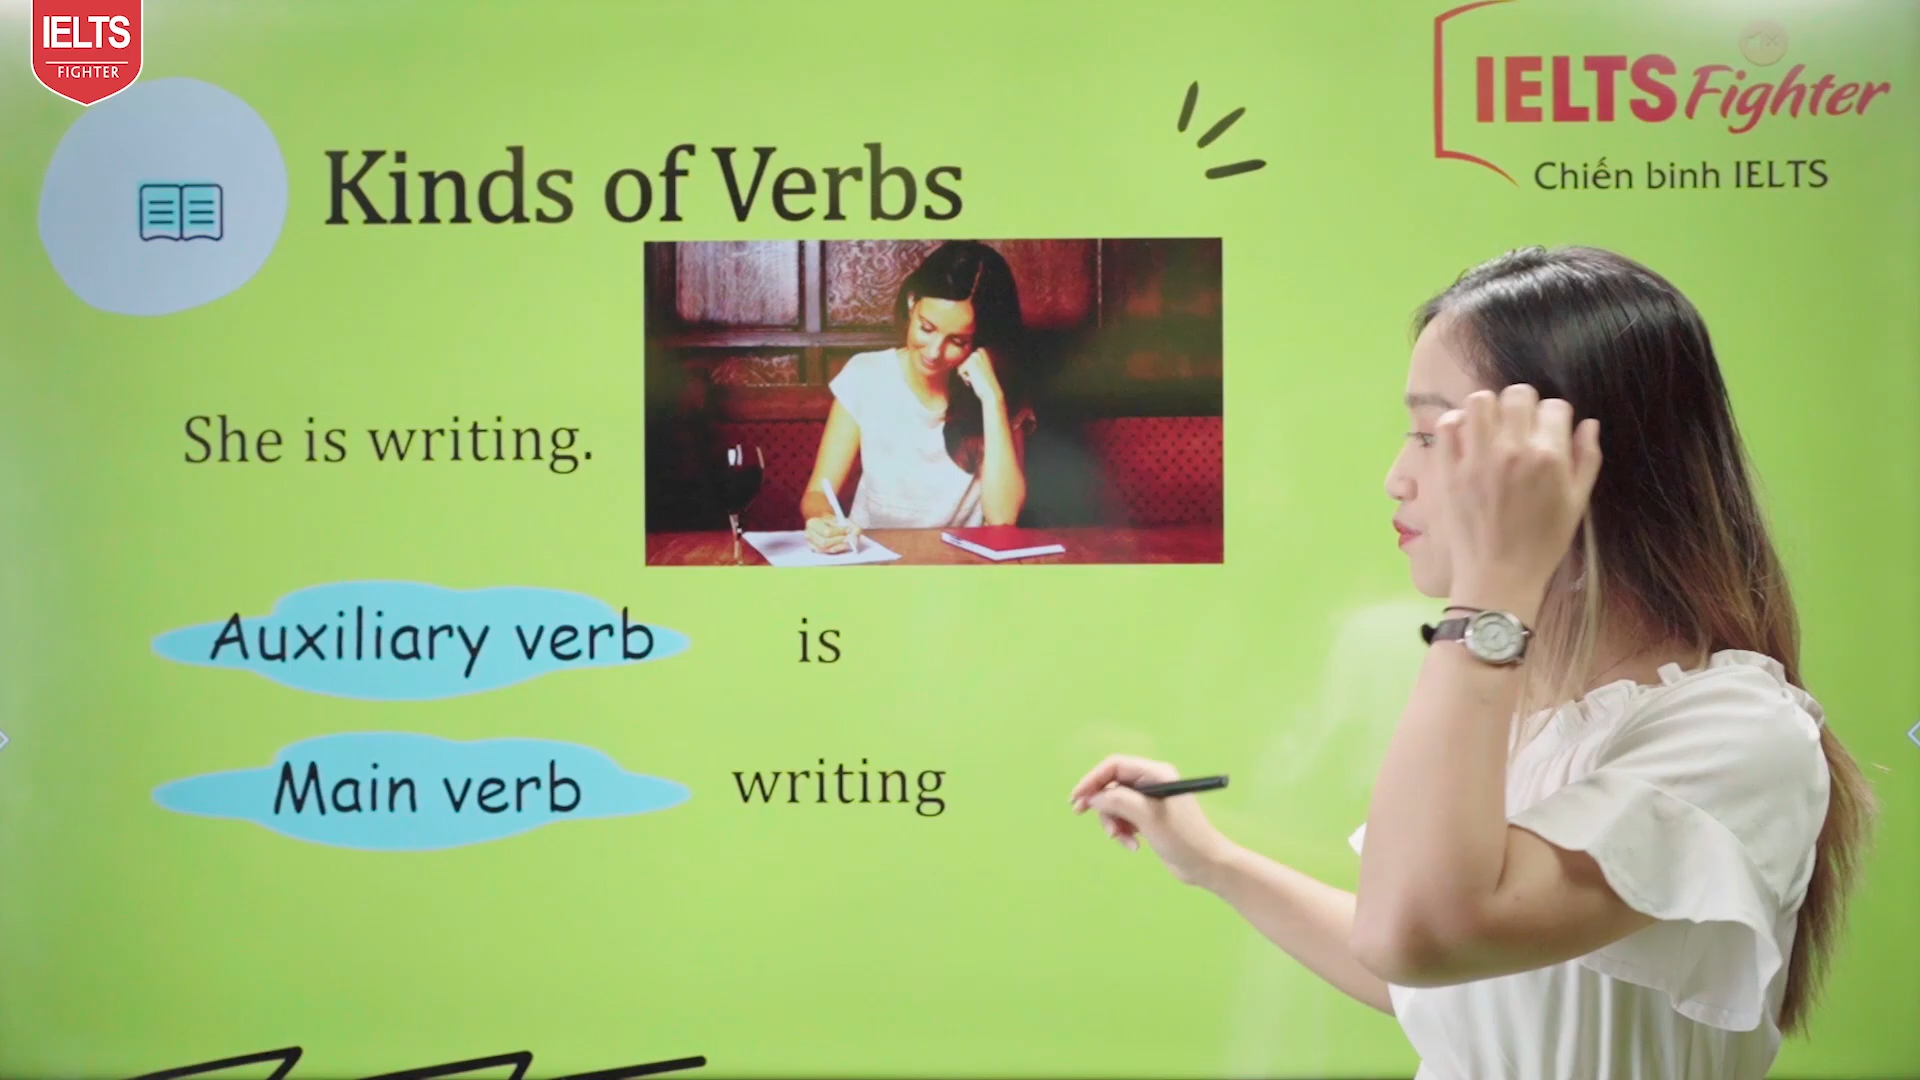 IELTS
FIGHTER
IELTS Fighter
Chiến binh IELTS
Kinds of Verbs
She is writing.
Auxiliary verb
is
Main verb
writing